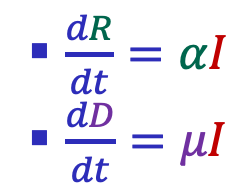 ▪ dR/dt = αI
▪ dD/dt = μI